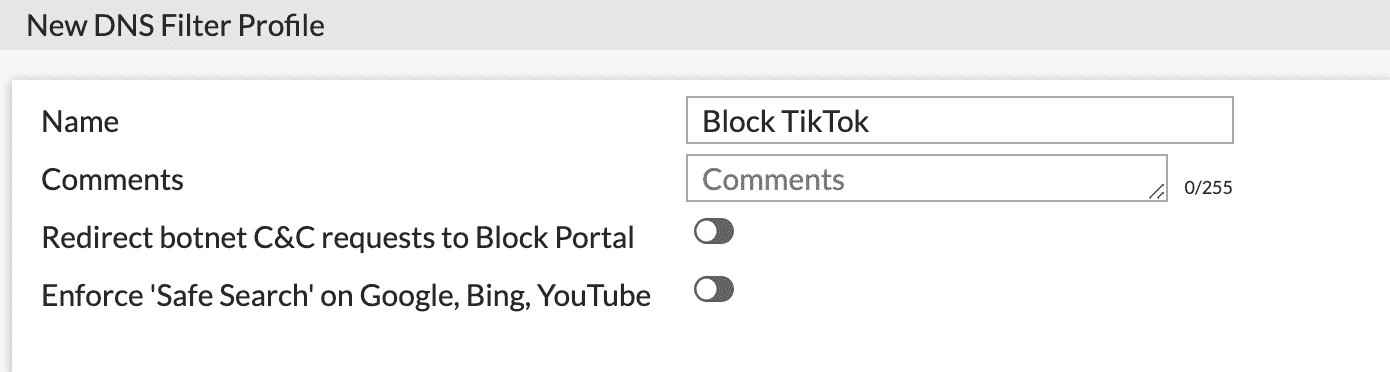 New DNS Filter Profile
Name
Block TikTok
Comments
Comments
0/255
Redirect botnet C&C requests to Block Portal
Enforce 'Safe Search' on Google, Bing, YouTube